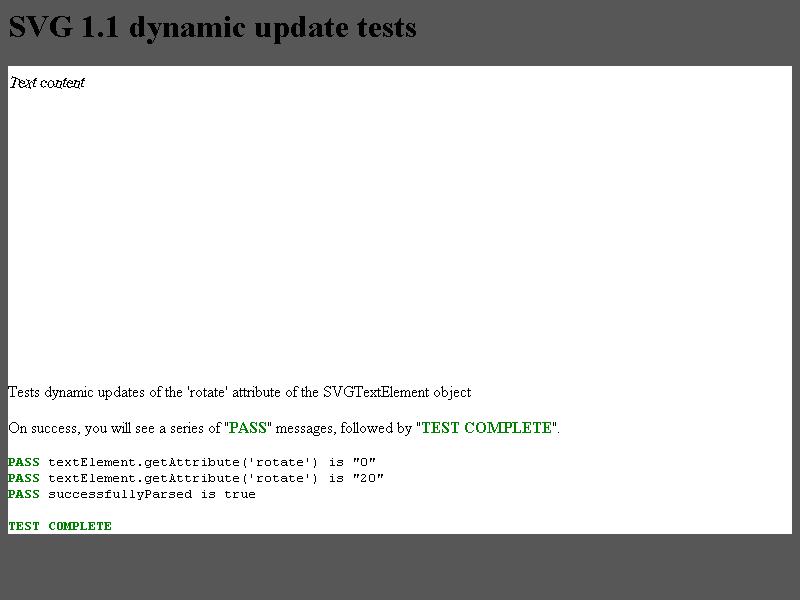 SVG 1.1 dynamic update tests
Text content
Tests dynamic updates of the 'rotate' attribute of the SVGTextElement object
On success, you will see a series of "PASS" messages, followed by "TEST COMPLETE".
PASS textElement.getAttribute('rotate') is "0"
PASS textElement.getAttribute('rotate') is "20"
PASS successfullyParsed is true
TEST COMPLETE